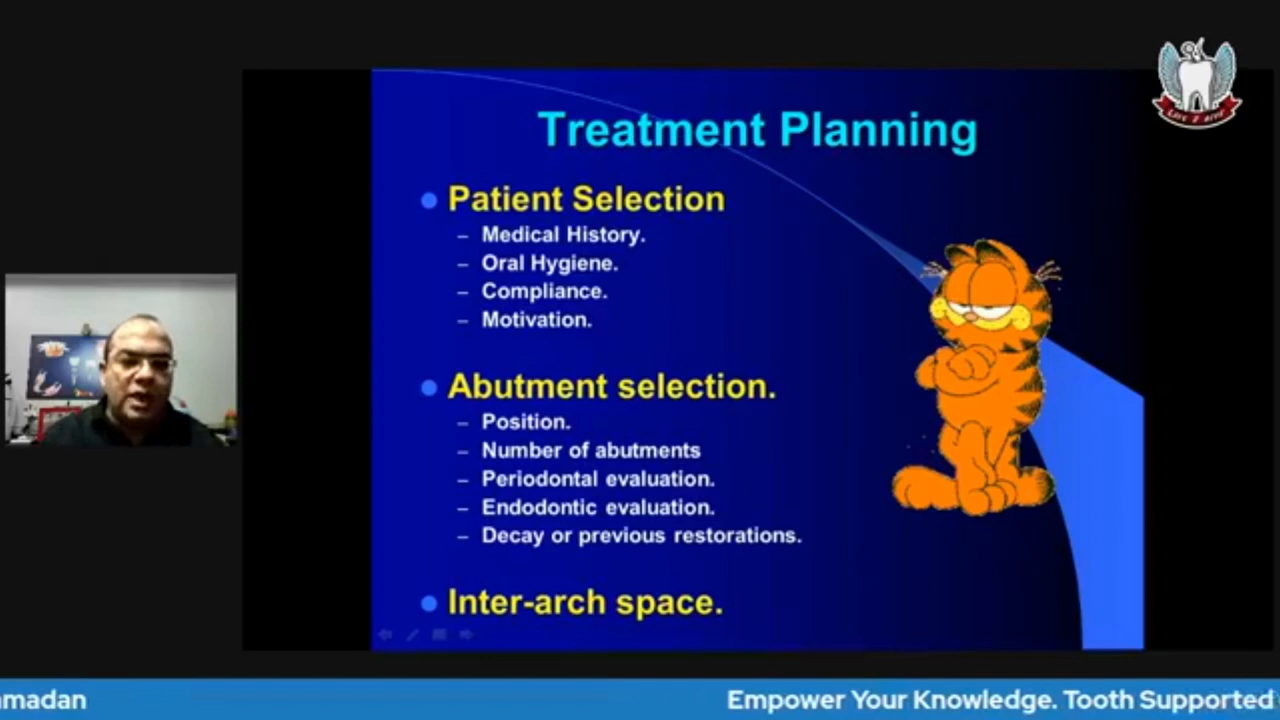 Treatment Planning
Patient Selection
– Medical History.
– Oral Hygiene.
– Compliance.
– Motivation.
Abutment selection.
– Position.
– Number of abutments
– Periodontal evaluation.
– Endodontic evaluation.
– Decay or previous restorations.
Inter-arch space.
madan
Empower Your Knowledge. Tooth Supported